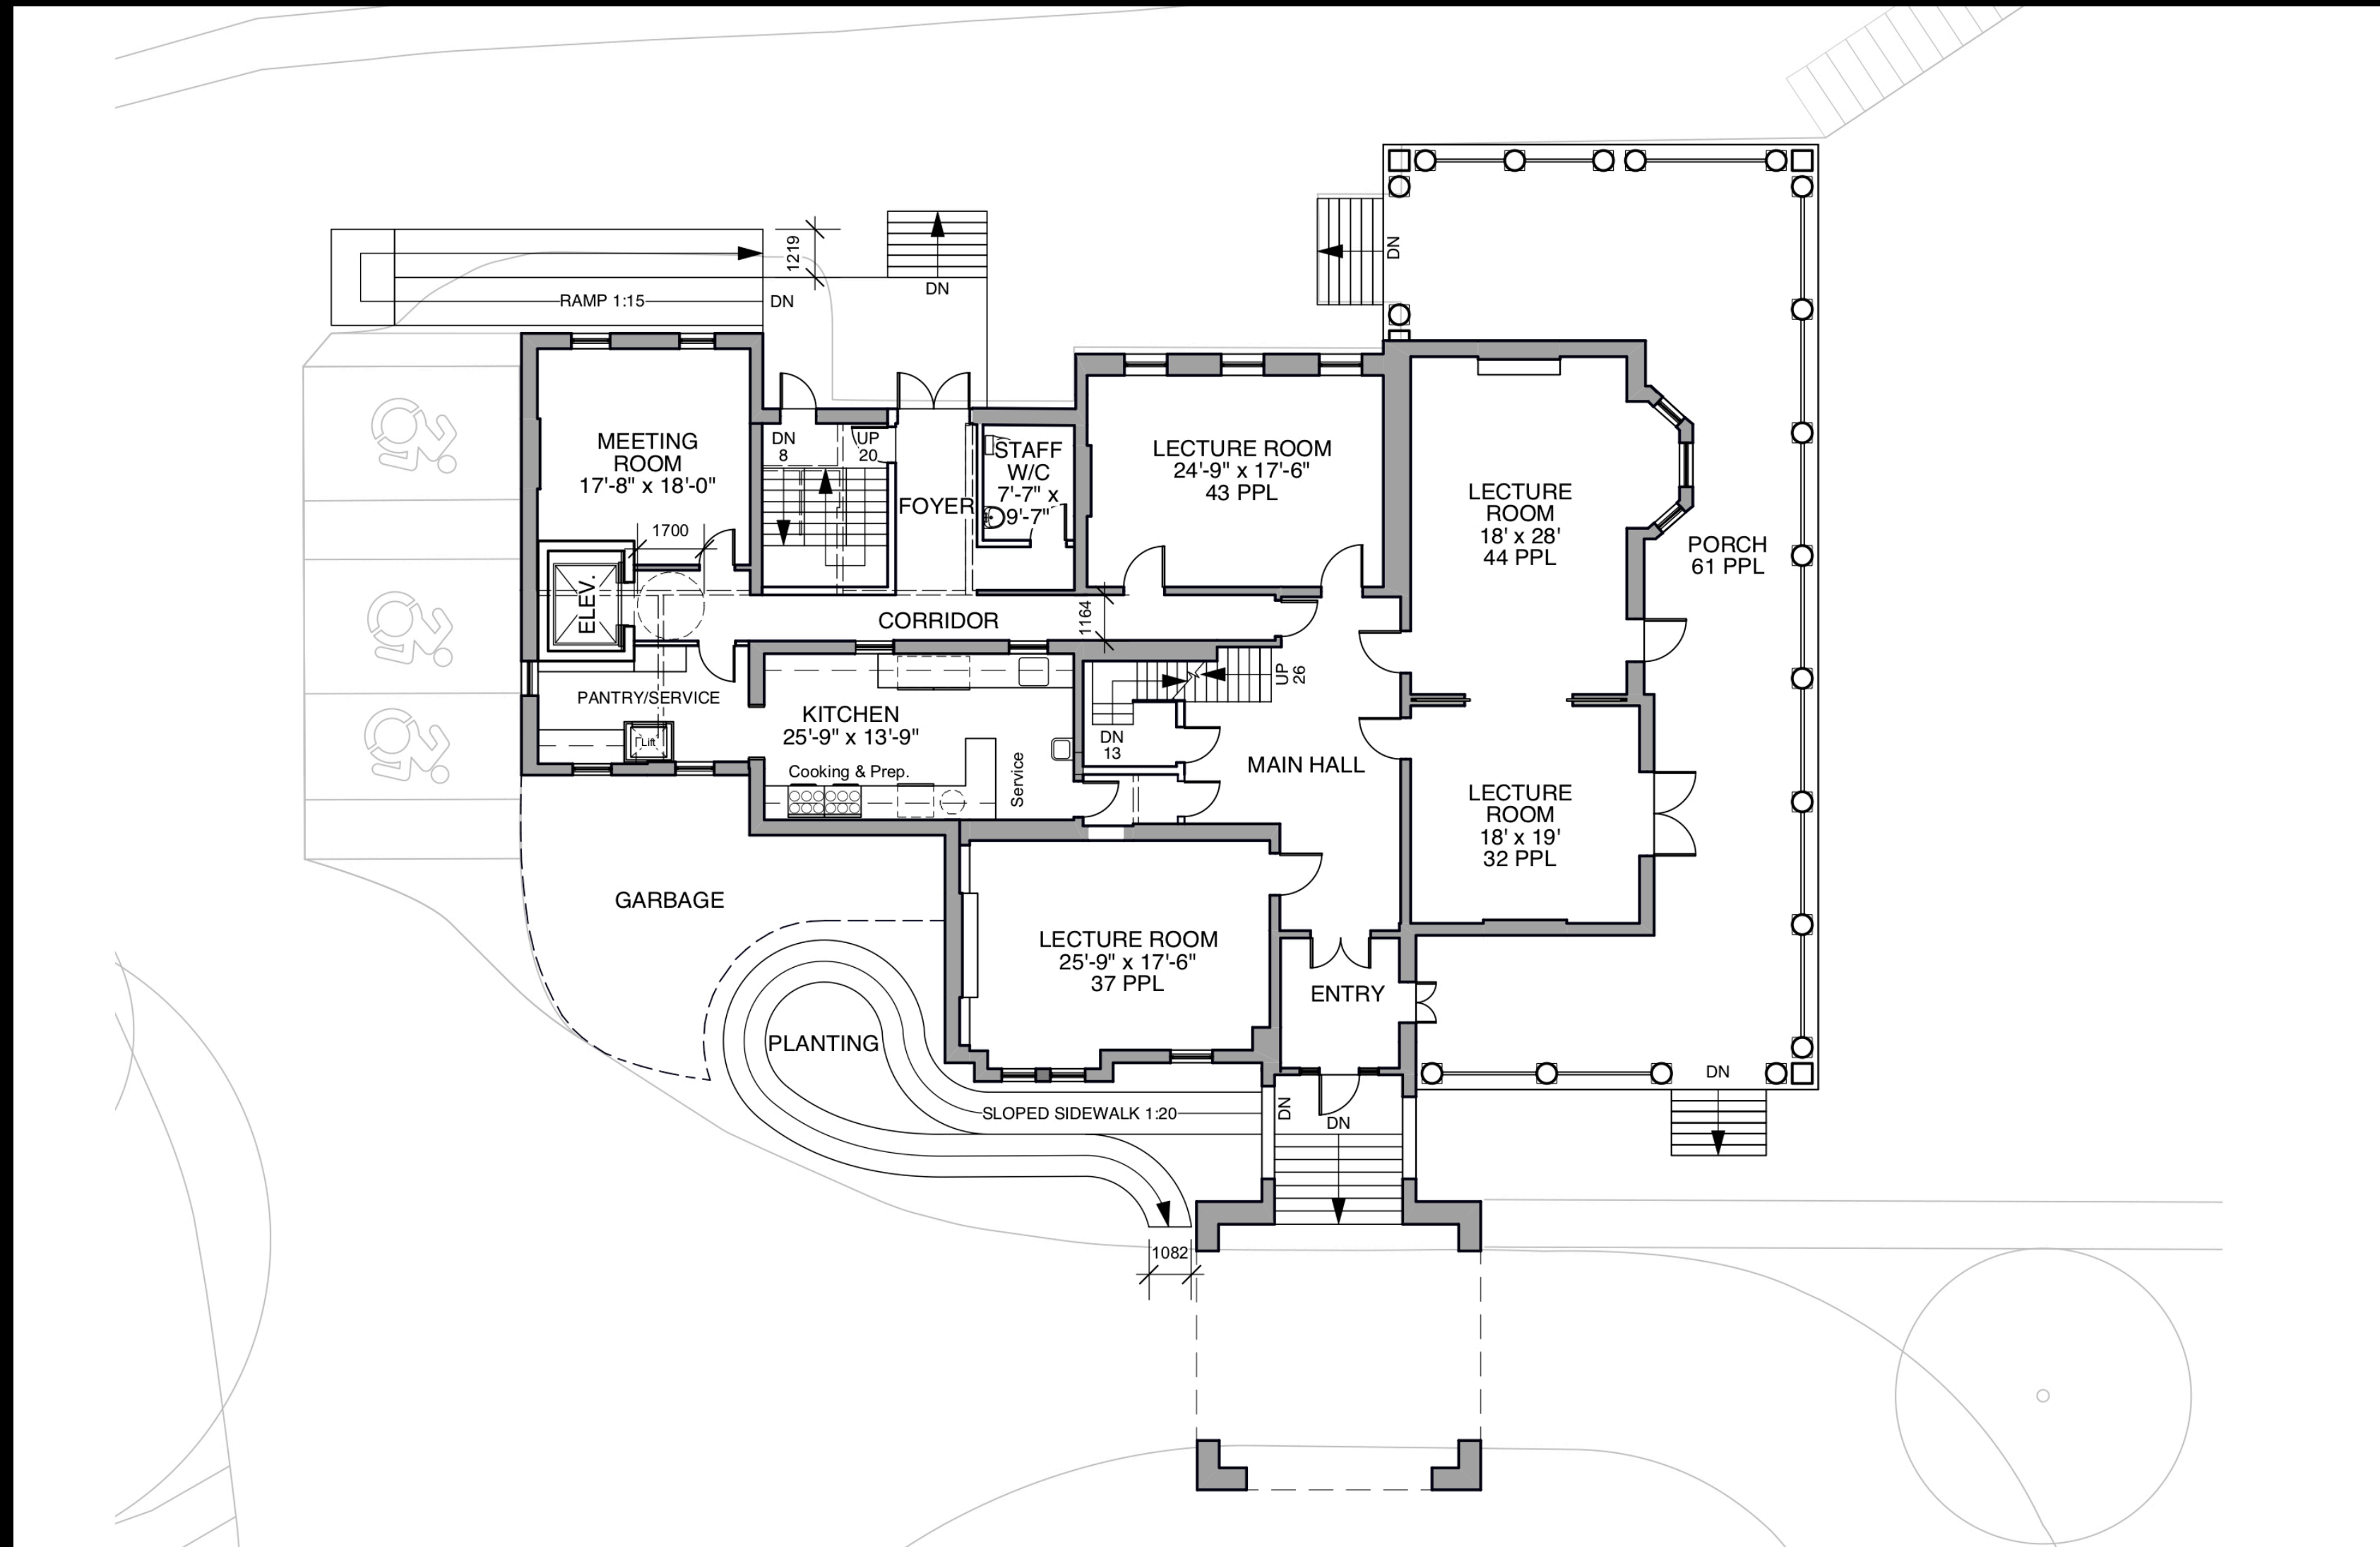 1219
DN
DN
RAMP 1:15
DN
MEETING
ROOM
17'-8" x 18'-0"
1700
DN
8
UP
20
FOYER
STAFF
W/C
7'-7" x
9'-7"
LECTURE ROOM
24'-9" x 17'-6"
43 PPL
LECTURE
ROOM
18' x 28'
44 PPL
PORCH
61 PPL
ELEV.
CORRIDOR
1164
UP
26
PANTRY/SERVICE
Lift
KITCHEN
25'-9" x 13'-9"
Cooking & Prep.
Service
DN
13
MAIN HALL
LECTURE
ROOM
18' x 19'
32 PPL
GARBAGE
LECTURE ROOM
25'-9" x 17'-6"
37 PPL
ENTRY
PLANTING
DN
SLOPED SIDEWALK 1:20
DN
DN
1082